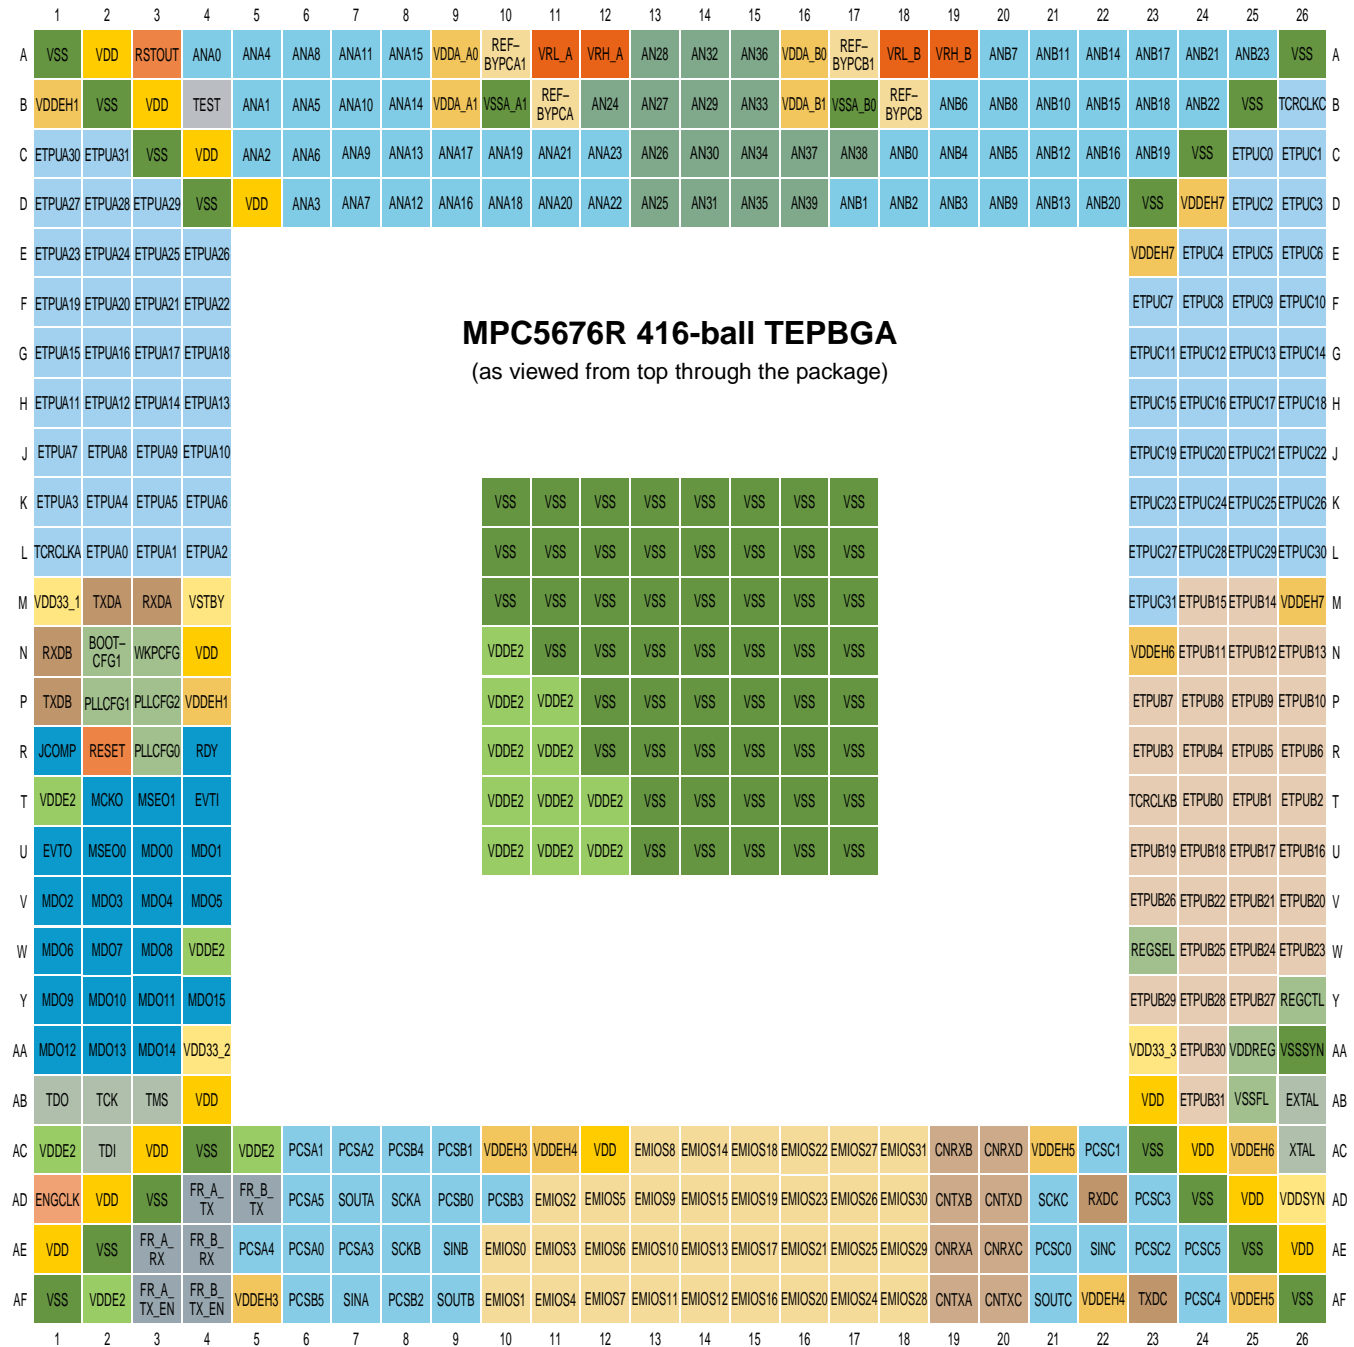 1 2 3 4 5 6 7 8 9 10 11 12 13 14 15 16 17 18 19 20 21 22 23 24 25 26
A VSS VDD RSTOUT ANA0 ANA4 ANA8 ANA11 ANA15 VDDA_A0 REF–BYPCA1 VRL_A VRH_A AN28 AN32 AN36 VDDA_B0 REF–BYPCB1 VRL_B VRH_B ANB7 ANB11 ANB14 ANB17 ANB21 ANB23 VSS A
B VDDEH1 VSS VDD TEST ANA1 ANA5 ANA10 ANA14 VDDA_A1 VSSA_A1 REF–BYPCA AN24 AN27 AN29 AN33 VDDA_B1 VSSA_B0 REF–BYPCB ANB6 ANB8 ANB10 ANB15 ANB18 ANB22 VSS TCRCLKC B
C ETPUA30 ETPUA31 VSS VDD ANA2 ANA6 ANA9 ANA13 ANA17 ANA19 ANA21 ANA23 AN26 AN30 AN34 AN37 AN38 ANB0 ANB4 ANB5 ANB12 ANB16 ANB19 VSS ETPUC0 ETPUC1 C
D ETPUA27 ETPUA28 ETPUA29 VSS VDD ANA3 ANA7 ANA12 ANA16 ANA18 ANA20 ANA22 AN25 AN31 AN35 AN39 ANB1 ANB2 ANB3 ANB9 ANB13 ANB20 VSS VDDEH7 ETPUC2 ETPUC3 D
E ETPUA23 ETPUA24 ETPUA25 ETPUA26 VDDEH7 ETPUC4 ETPUC5 ETPUC6 E
F ETPUA19 ETPUA20 ETPUA21 ETPUA22 ETPUC7 ETPUC8 ETPUC9 ETPUC10 F
MPC5676R 416-ball TEPBGA
G ETPUA15 ETPUA16 ETPUA17 ETPUA18 ETPUC11 ETPUC12 ETPUC13 ETPUC14 G
(as viewed from top through the package)
H ETPUA11 ETPUA12 ETPUA14 ETPUA13 ETPUC15 ETPUC16 ETPUC17 ETPUC18 H
J ETPUA7 ETPUA8 ETPUA9 ETPUA10 ETPUC19 ETPUC20 ETPUC21 ETPUC22 J
K ETPUA3 ETPUA4 ETPUA5 ETPUA6 VSS VSS VSS VSS VSS VSS VSS VSS ETPUC23 ETPUC24 ETPUC25 ETPUC26 K
L TCRCLKA ETPUA0 ETPUA1 ETPUA2 VSS VSS VSS VSS VSS VSS VSS VSS ETPUC27 ETPUC28 ETPUC29 ETPUC30 L
M VDD33_1 TXDA RXDA VSTBY VSS VSS VSS VSS VSS VSS VSS VSS ETPUC31 ETPUB15 ETPUB14 VDDEH7 M
N RXDB BOOT–CFG1 WKPCFG VDD VDDE2 VSS VSS VSS VSS VSS VSS VSS VDDEH6 ETPUB11 ETPUB12 ETPUB13 N
P TXDB PLLCFG1 PLLCFG2 VDDEH1 VDDE2 VDDE2 VSS VSS VSS VSS VSS VSS ETPUB7 ETPUB8 ETPUB9 ETPUB10 P
R JCOMP RESET PLLCFG0 RDY VDDE2 VDDE2 VSS VSS VSS VSS VSS VSS ETPUB3 ETPUB4 ETPUB5 ETPUB6 R
T VDDE2 MCKO MSEO1 EVTI VDDE2 VDDE2 VDDE2 VSS VSS VSS VSS VSS TCRCLKB ETPUB0 ETPUB1 ETPUB2 T
U EVTO MSEO0 MDO0 MDO1 VDDE2 VDDE2 VDDE2 VSS VSS VSS VSS VSS ETPUB19 ETPUB18 ETPUB17 ETPUB16 U
V MDO2 MDO3 MDO4 MDO5 ETPUB26 ETPUB22 ETPUB21 ETPUB20 V
W MDO6 MDO7 MDO8 VDDE2 REGSEL ETPUB25 ETPUB24 ETPUB23 W
Y MDO9 MDO10 MDO11 MDO15 ETPUB29 ETPUB28 ETPUB27 REGCTL Y
AA MDO12 MDO13 MDO14 VDD33_2 VDD33_3 ETPUB30 VDDREG VSSSYN AA
AB TDO TCK TMS VDD VDD ETPUB31 VSSFL EXTAL AB
AC VDDE2 TDI VDD VSS VDDE2 PCSA1 PCSA2 PCSB4 PCSB1 VDDEH3 VDDEH4 VDD EMIOS8 EMIOS14 EMIOS18 EMIOS22 EMIOS27 EMIOS31 CNRXB CNRXD VDDEH5 PCSC1 VSS VDD VDDEH6 XTAL AC
AD ENGCLK VDD VSS FR_A_TX FR_B_TX PCSA5 SOUTA SCKA PCSB0 PCSB3 EMIOS2 EMIOS5 EMIOS9 EMIOS15 EMIOS19 EMIOS23 EMIOS26 EMIOS30 CNTXB CNTXD SCKC RXDC PCSC3 VSS VDD VDDSYN AD
AE VDD VSS FR_A_RX FR_B_RX PCSA4 PCSA0 PCSA3 SCKB SINB EMIOS0 EMIOS3 EMIOS6 EMIOS10 EMIOS13 EMIOS17 EMIOS21 EMIOS25 EMIOS29 CNRXA CNRXC PCSC0 SINC PCSC2 PCSC5 VSS VDD AE
AF VSS VDDE2 FR_A_TX_EN FR_B_TX_EN VDDEH3 PCSB5 SINA PCSB2 SOUTB EMIOS1 EMIOS4 EMIOS7 EMIOS11 EMIOS12 EMIOS16 EMIOS20 EMIOS24 EMIOS28 CNTXA CNTXC SOUTC VDDEH4 TXDC PCSC4 VDDEH5 VSS AF
1 2 3 4 5 6 7 8 9 10 11 12 13 14 15 16 17 18 19 20 21 22 23 24 25 26